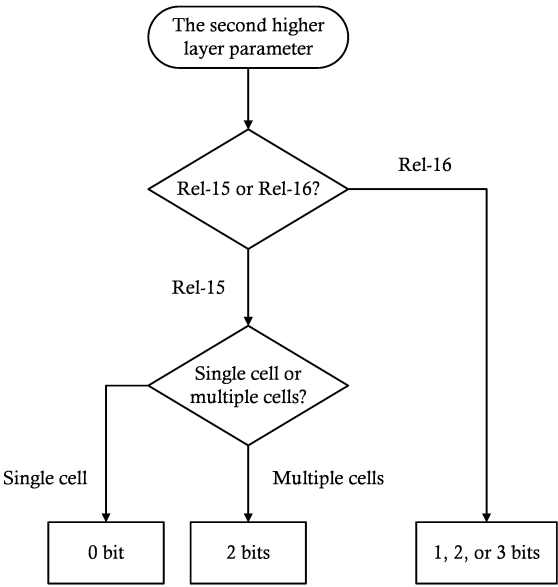 The second higher
layer parameter
Rel-16
Rel-15 or Rel-16?
Rel-15
Single cell or
multiple cells?
Single cell
Multiple cells
0 bit
2 bits
1, 2, or 3 bits